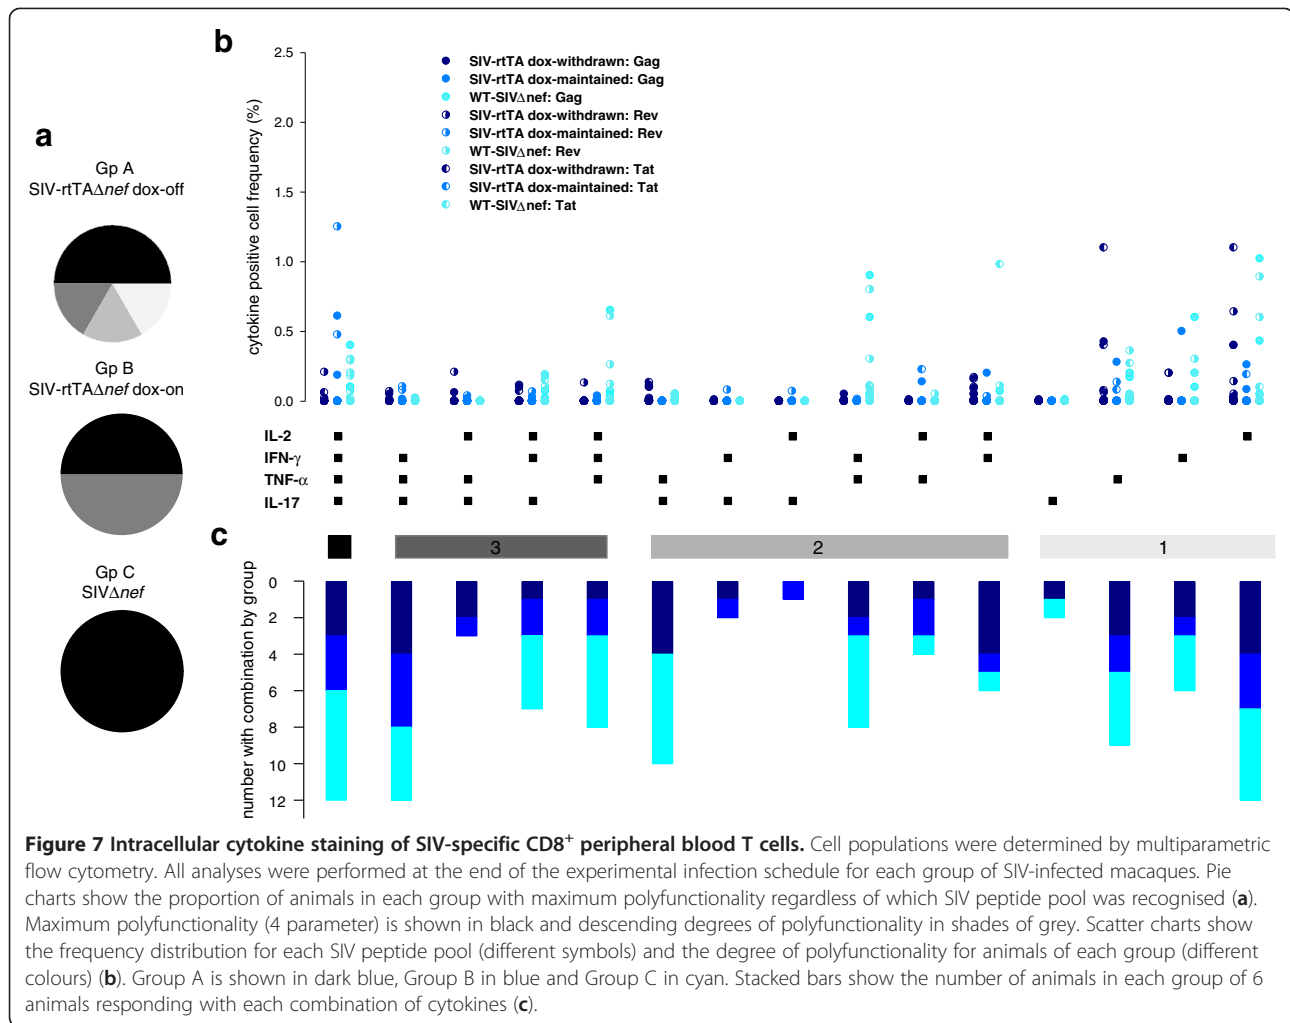 b
2.5
2.0
1.5
1.0
0.5
0.0
cytokine positive cell frequency (%)
SIV-rtTA dox-withdrawn: Gag
SIV-rtTA dox-maintained: Gag
WT-SIVΔnef: Gag
SIV-rtTA dox-withdrawn: Rev
SIV-rtTA dox-maintained: Rev
WT-SIVΔnef: Rev
SIV-rtTA dox-withdrawn: Tat
SIV-rtTA dox-maintained: Tat
WT-SIVΔnef: Tat
a
Gp A
SIV-rtTAΔnef dox-off
Gp B
SIV-rtTAΔnef dox-on
Gp C
SIVΔnef
IL-2
IFN-γ
TNF-α
IL-17
c
3
2
1
0
2
4
6
8
10
12
number with combination by group
Figure 7 Intracellular cytokine staining of SIV-specific CD8+ peripheral blood T cells. Cell populations were determined by multiparametric
flow cytometry. All analyses were performed at the end of the experimental infection schedule for each group of SIV-infected macaques. Pie
charts show the proportion of animals in each group with maximum polyfunctionality regardless of which SIV peptide pool was recognised (a).
Maximum polyfunctionality (4 parameter) is shown in black and descending degrees of polyfunctionality in shades of grey. Scatter charts show
the frequency distribution for each SIV peptide pool (different symbols) and the degree of polyfunctionality for animals of each group (different
colours) (b). Group A is shown in dark blue, Group B in blue and Group C in cyan. Stacked bars show the number of animals in each group of 6
animals responding with each combination of cytokines (c).